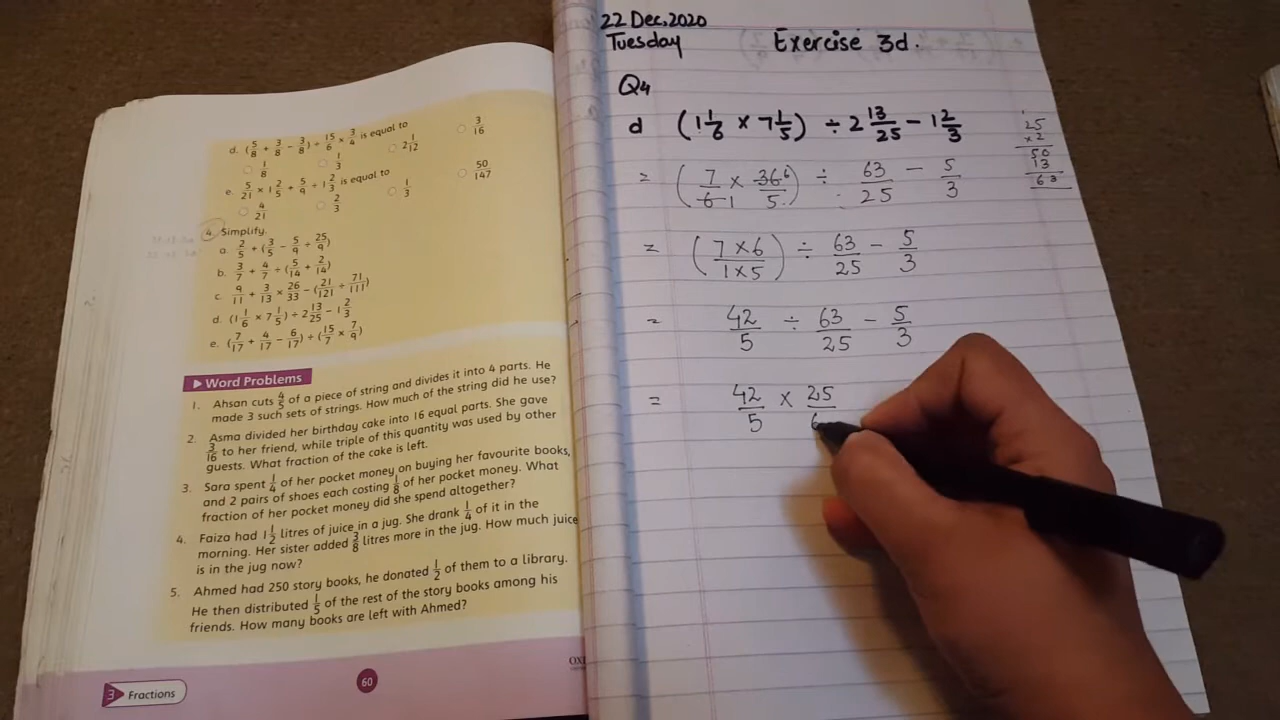 d. (5/8 + 3/8 − 3/8) ÷ 15/6 × 3/4 is equal to
1/8 1/3 2 1/12 3/16
e. 5/21 × 1 2/5 + 5/9 ÷ 1 2/3 is equal to
4/21 2/3 1/3 50/147
4. Simplify.
a. 2/5 + (3/5 − 5/9 ÷ 25/9)
b. 3/7 + 4/7 ÷ (5/14 + 2/14)
c. 9/11 + 3/13 × 26/33 − (21/121 ÷ 71/111)
d. (1 1/6 × 7 1/5) ÷ 2 13/25 − 1 2/3
e. (7/17 + 4/17 − 6/17) ÷ (15/7 × 7/9)
Word Problems
1. Ahsan cuts 4/5 of a piece of string and divides it into 4 parts. He
made 3 such sets of strings. How much of the string did he use?
2. Asma divided her birthday cake into 16 equal parts. She gave
3/16 to her friend, while triple of this quantity was used by other
guests. What fraction of the cake is left.
3. Sara spent 1/4 of her pocket money on buying her favourite books,
and 2 pairs of shoes each costing 1/8 of her pocket money. What
fraction of her pocket money did she spend altogether?
4. Faiza had 1 1/2 litres of juice in a jug. She drank 1/4 of it in the
morning. Her sister added 3/8 litres more in the jug. How much juice
is in the jug now?
5. Ahmed had 250 story books, he donated 1/2 of them to a library.
He then distributed 1/5 of the rest of the story books among his
friends. How many books are left with Ahmed?
3 Fractions
60
22 Dec, 2020
Tuesday Exercise 3d.
Q4
d (1 1/6 × 7 1/5) ÷ 2 13/25 − 1 2/3
= (7/6 1 × 36 6/5) ÷ 63/25 − 5/3
= (7 × 6/1 × 5) ÷ 63/25 − 5/3
= 42/5 ÷ 63/25 − 5/3
= 42/5 × 25/6
25
×2
50
13
63